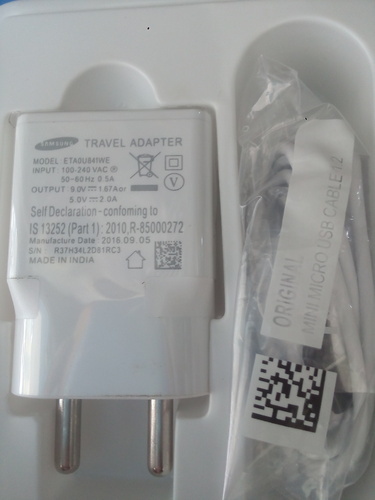 SAMSUNG TRAVEL ADAPTER
MODEL: ETA0U84IWE
INPUT: 100-240 VAC
50-60Hz 0.5A
OUTPUT 9.0V 1.67A or
5.0V 2.0A
V
Self Declaration - confoming to
IS 13252 (Part 1): 2010,R-85000272
Manufacture Date: 2016.09.05
S/N: R37H34L2D81RC3
MADE IN INDIA
ORIGINAL
MINI MICRO USB CABLE 12